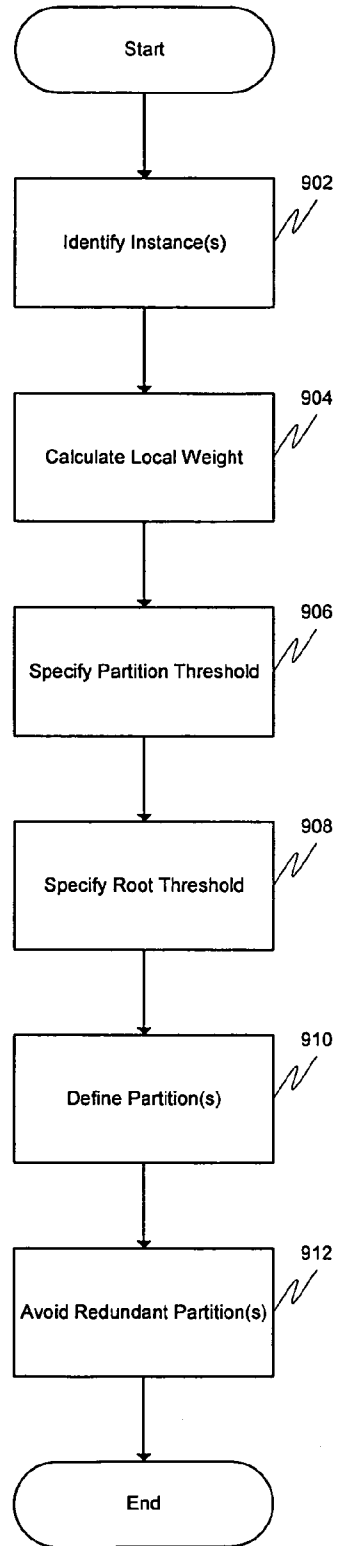 Start
902
Identify Instance(s)
904
Calculate Local Weight
906
Specify Partition Threshold
908
Specify Root Threshold
910
Define Partition(s)
912
Avoid Redundant Partition(s)
End